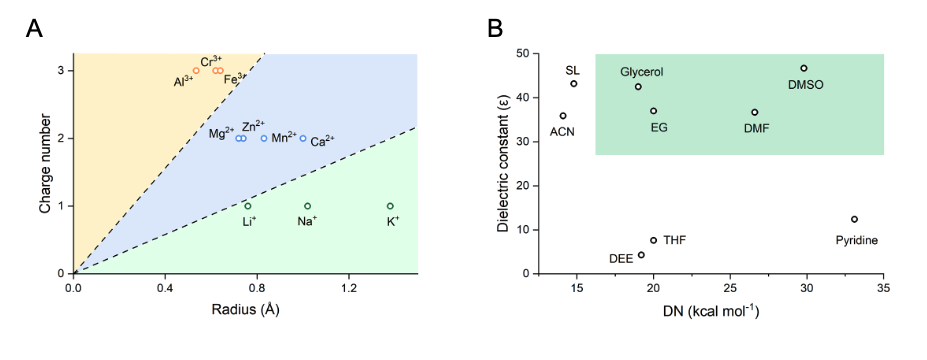 A
Charge number
3
2
1
0
Al³⁺
Cr³⁺
Fe³⁺
Mg²⁺
Zn²⁺
Mn²⁺
Ca²⁺
Li⁺
Na⁺
K⁺
0.0 0.4 0.8 1.2
Radius (Å)
B
Dielectric constant (ε)
50
40
30
20
10
0
SL
ACN
Glycerol
EG
DMSO
DMF
THF
DEE
Pyridine
15 20 25 30 35
DN (kcal mol⁻¹)